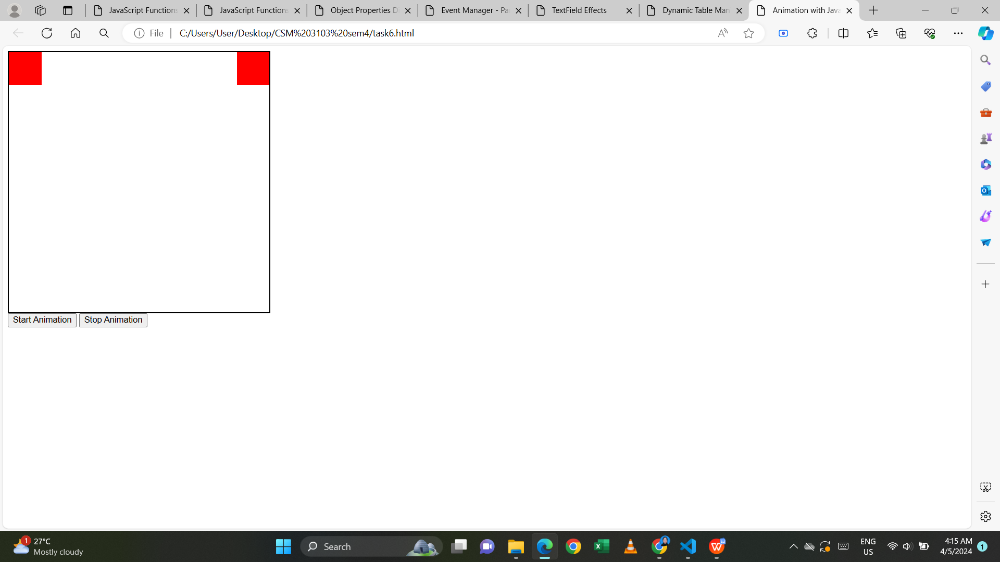 JavaScript Functions
JavaScript Functions
Object Properties D
Event Manager - Pa
TextField Effects
Dynamic Table Man
Animation with Java
File
C:/Users/User/Desktop/CSM%203103%20sem4/task6.html
Start Animation
Stop Animation
1
27°C
Mostly cloudy
Search
ENG
US
4:15 AM
4/5/2024
1